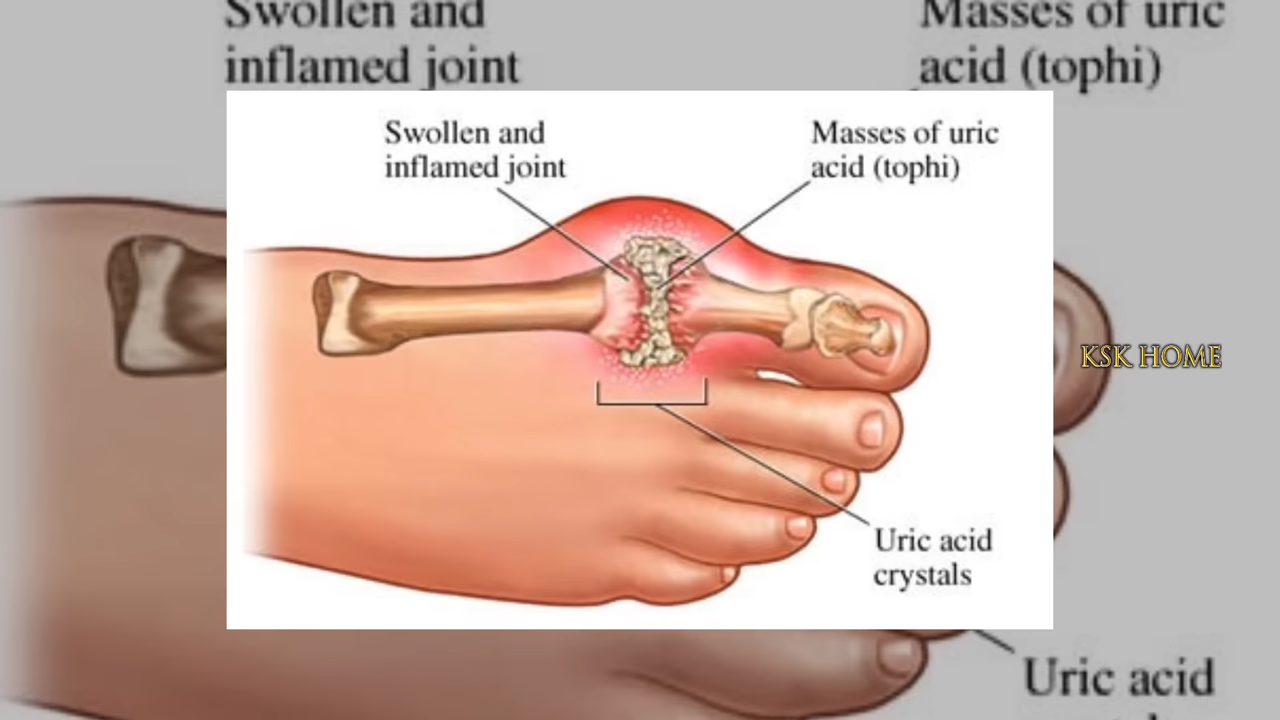 Swollen and
inflamed joint
Masses of uric
acid (tophi)
Swollen and
inflamed joint
Masses of uric
acid (tophi)
KSK HOME
Uric acid
crystals
Uric acid